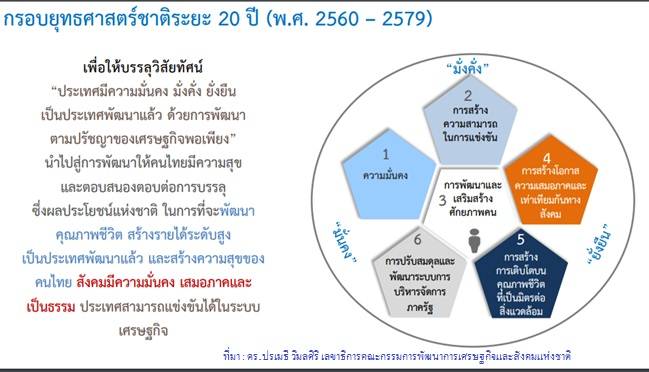 กรอบยุทธศาสตร์ชาติระยะ 20 ปี (พ.ศ. 2560 – 2579)
เพื่อให้บรรลุวิสัยทัศน์
“ประเทศมีความมั่นคง มั่งคั่ง ยั่งยืน
เป็นประเทศพัฒนาแล้ว ด้วยการพัฒนา
ตามปรัชญาของเศรษฐกิจพอเพียง”
นำไปสู่การพัฒนาให้คนไทยมีความสุข
และตอบสนองตอบต่อการบรรลุ
ซึ่งผลประโยชน์แห่งชาติ ในการที่จะพัฒนา
คุณภาพชีวิต สร้างรายได้ระดับสูง
เป็นประเทศพัฒนาแล้ว และสร้างความสุขของ
คนไทย สังคมมีความมั่นคง เสมอภาคและ
เป็นธรรม ประเทศสามารถแข่งขันได้ในระบบ
เศรษฐกิจ
“มั่งคั่ง”
2
การสร้าง
ความสามารถ
ในการแข่งขัน
1
ความมั่นคง
การพัฒนาและ
3 เสริมสร้าง
ศักยภาพคน
4
การสร้างโอกาส
ความเสมอภาคและ
เท่าเทียมกันทาง
สังคม
“มั่นคง”
“ยั่งยืน”
6
การปรับสมดุลและ
พัฒนาระบบการ
บริหารจัดการ
ภาครัฐ
5
การสร้าง
การเติบโตบน
คุณภาพชีวิต
ที่เป็นมิตรต่อ
สิ่งแวดล้อม
ที่มา : ดร.ปรเมธี วิมลศิริ เลขาธิการคณะกรรมการพัฒนาการเศรษฐกิจและสังคมแห่งชาติ